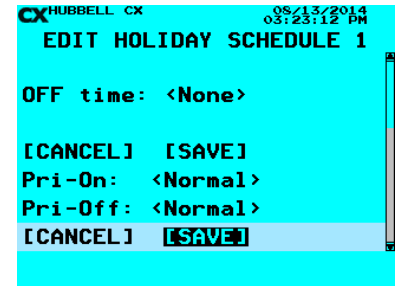 CX HUBBELL CX 08/13/2014
03:23:12 PM
EDIT HOLIDAY SCHEDULE 1
OFF time: <None>
[CANCEL] [SAVE]
Pri-On: <Normal>
Pri-Off: <Normal>
[CANCEL] [SAVE]